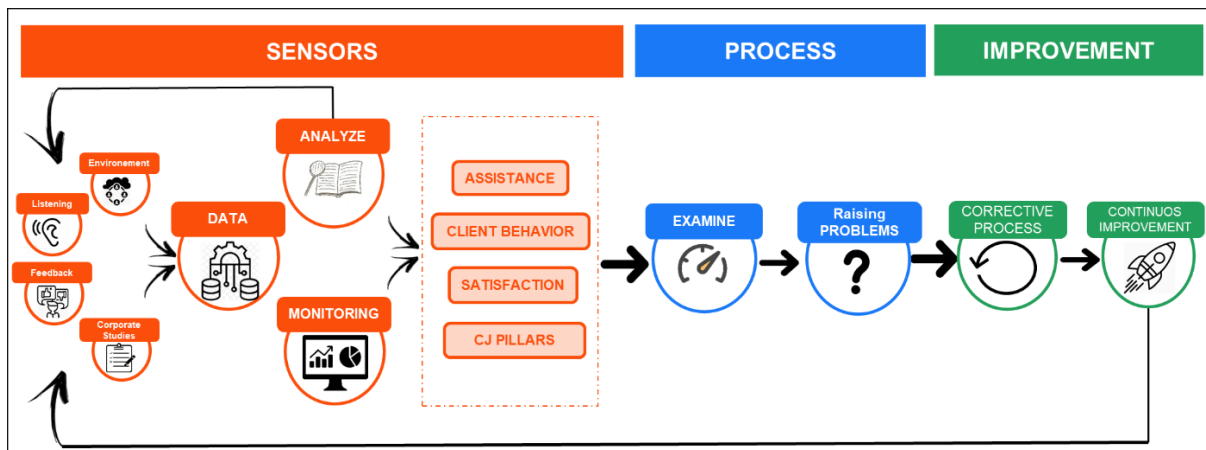 SENSORS
PROCESS
IMPROVEMENT
Environement
Listening
Feedback
Corporate
Studies
DATA
ANALYZE
MONITORING
ASSISTANCE
CLIENT BEHAVIOR
SATISFACTION
CJ PILLARS
EXAMINE
Raising
PROBLEMS
?
CORRECTIVE
PROCESS
CONTINUOS
IMPROVEMENT